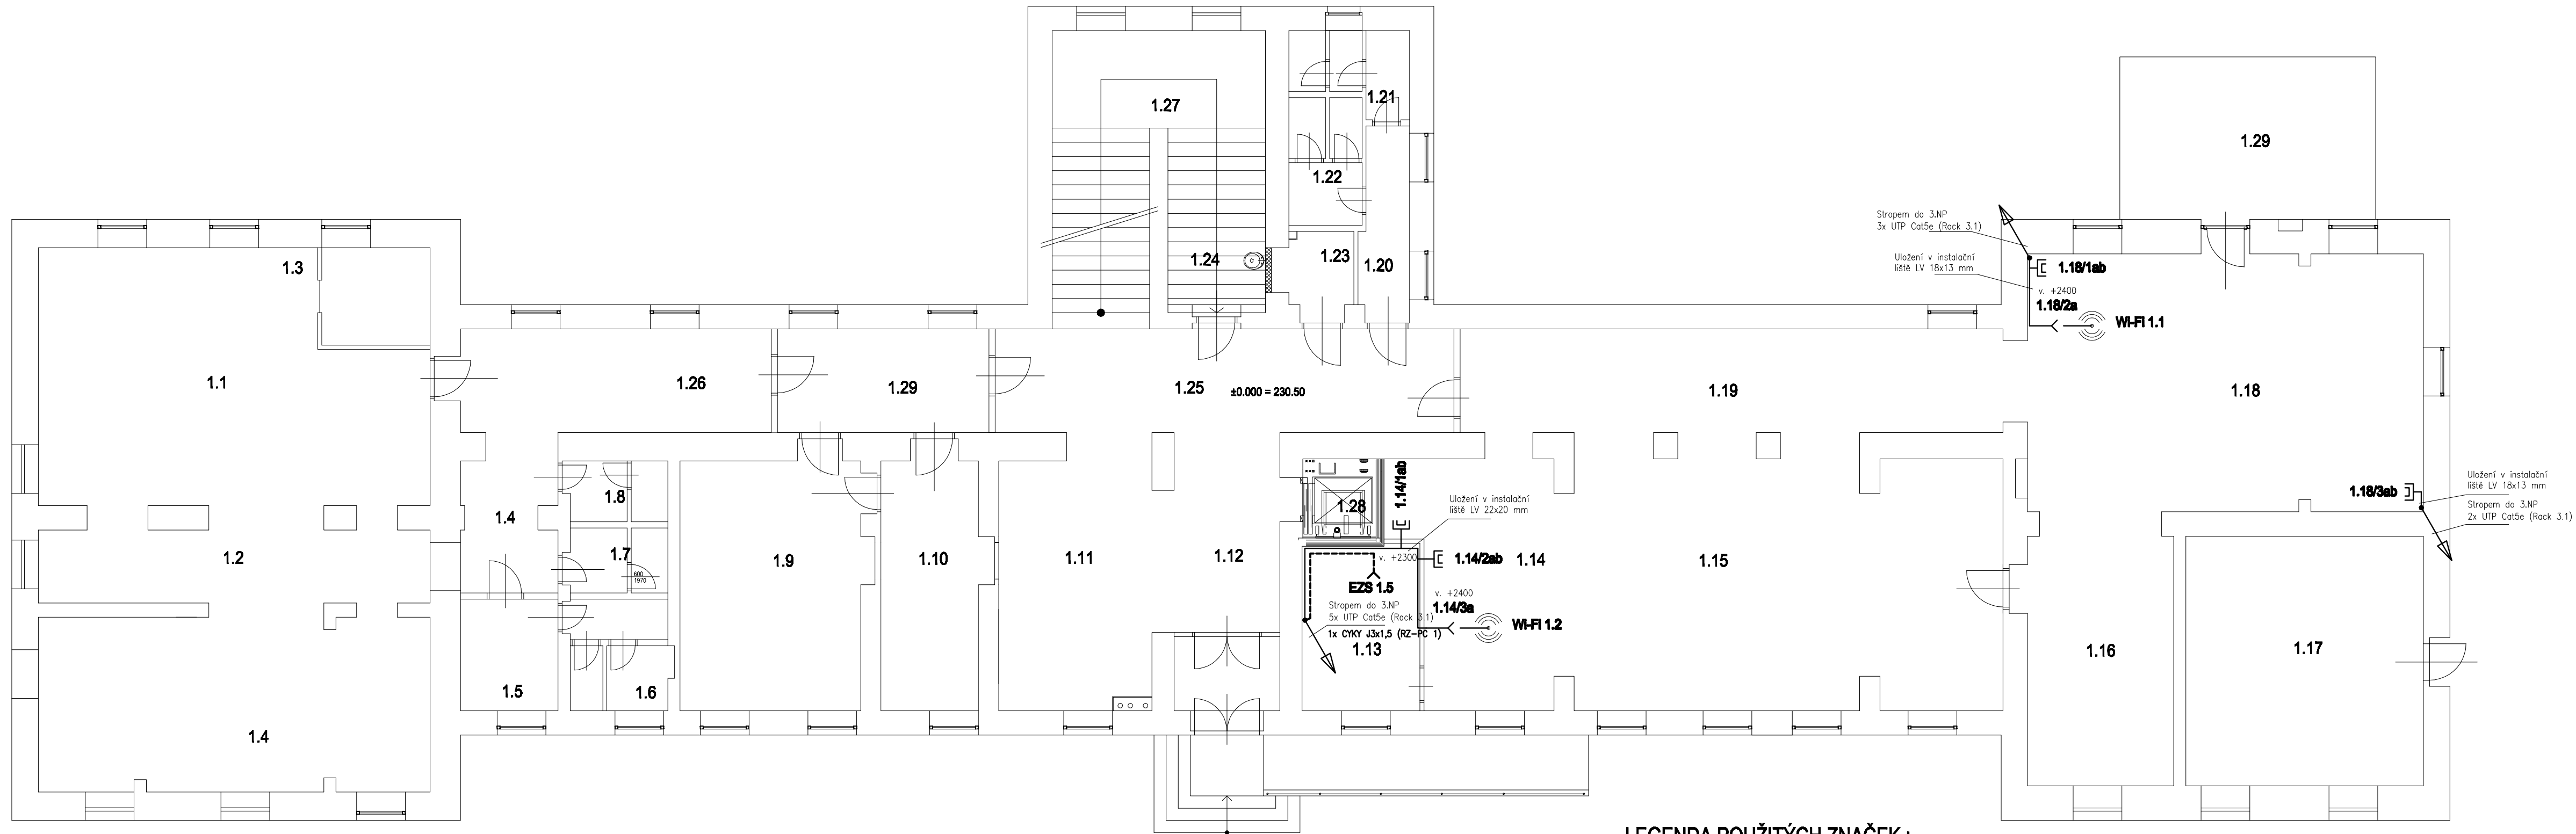 1.27
1.21
1.29
1.22
Stropem do 3.NP
3x UTP Cat5e (Rack 3.1)
1.3
1.24
1.23
1.20
Uložení v instalační
liště LV 18x13 mm
1.18/1ab
v. +2400
1.18/2a
WI-FI 1.1
1.1
1.26
1.29
1.25
±0.000 = 230.50
1.19
1.18
1.14/1ab
Uložení v instalační
liště LV 18x13 mm
1.18/3ab
Stropem do 3.NP
2x UTP Cat5e (Rack 3.1)
1.8
1.4
1.28
Uložení v instalační
liště LV 22x20 mm
1.2
1.7
600
1970
1.9
1.10
1.11
1.12
v. +2300
1.14/2ab
1.14
1.15
EZS 1.5
v. +2400
1.14/3a
WI-FI 1.2
Stropem do 3.NP
5x UTP Cat5e (Rack 3.1)
1x CYKY J3x1,5 (RZ-PC 1)
1.13
1.16
1.17
1.5
1.6
1.4
LEGENDA POUŽITÝCH ZNAČEK :